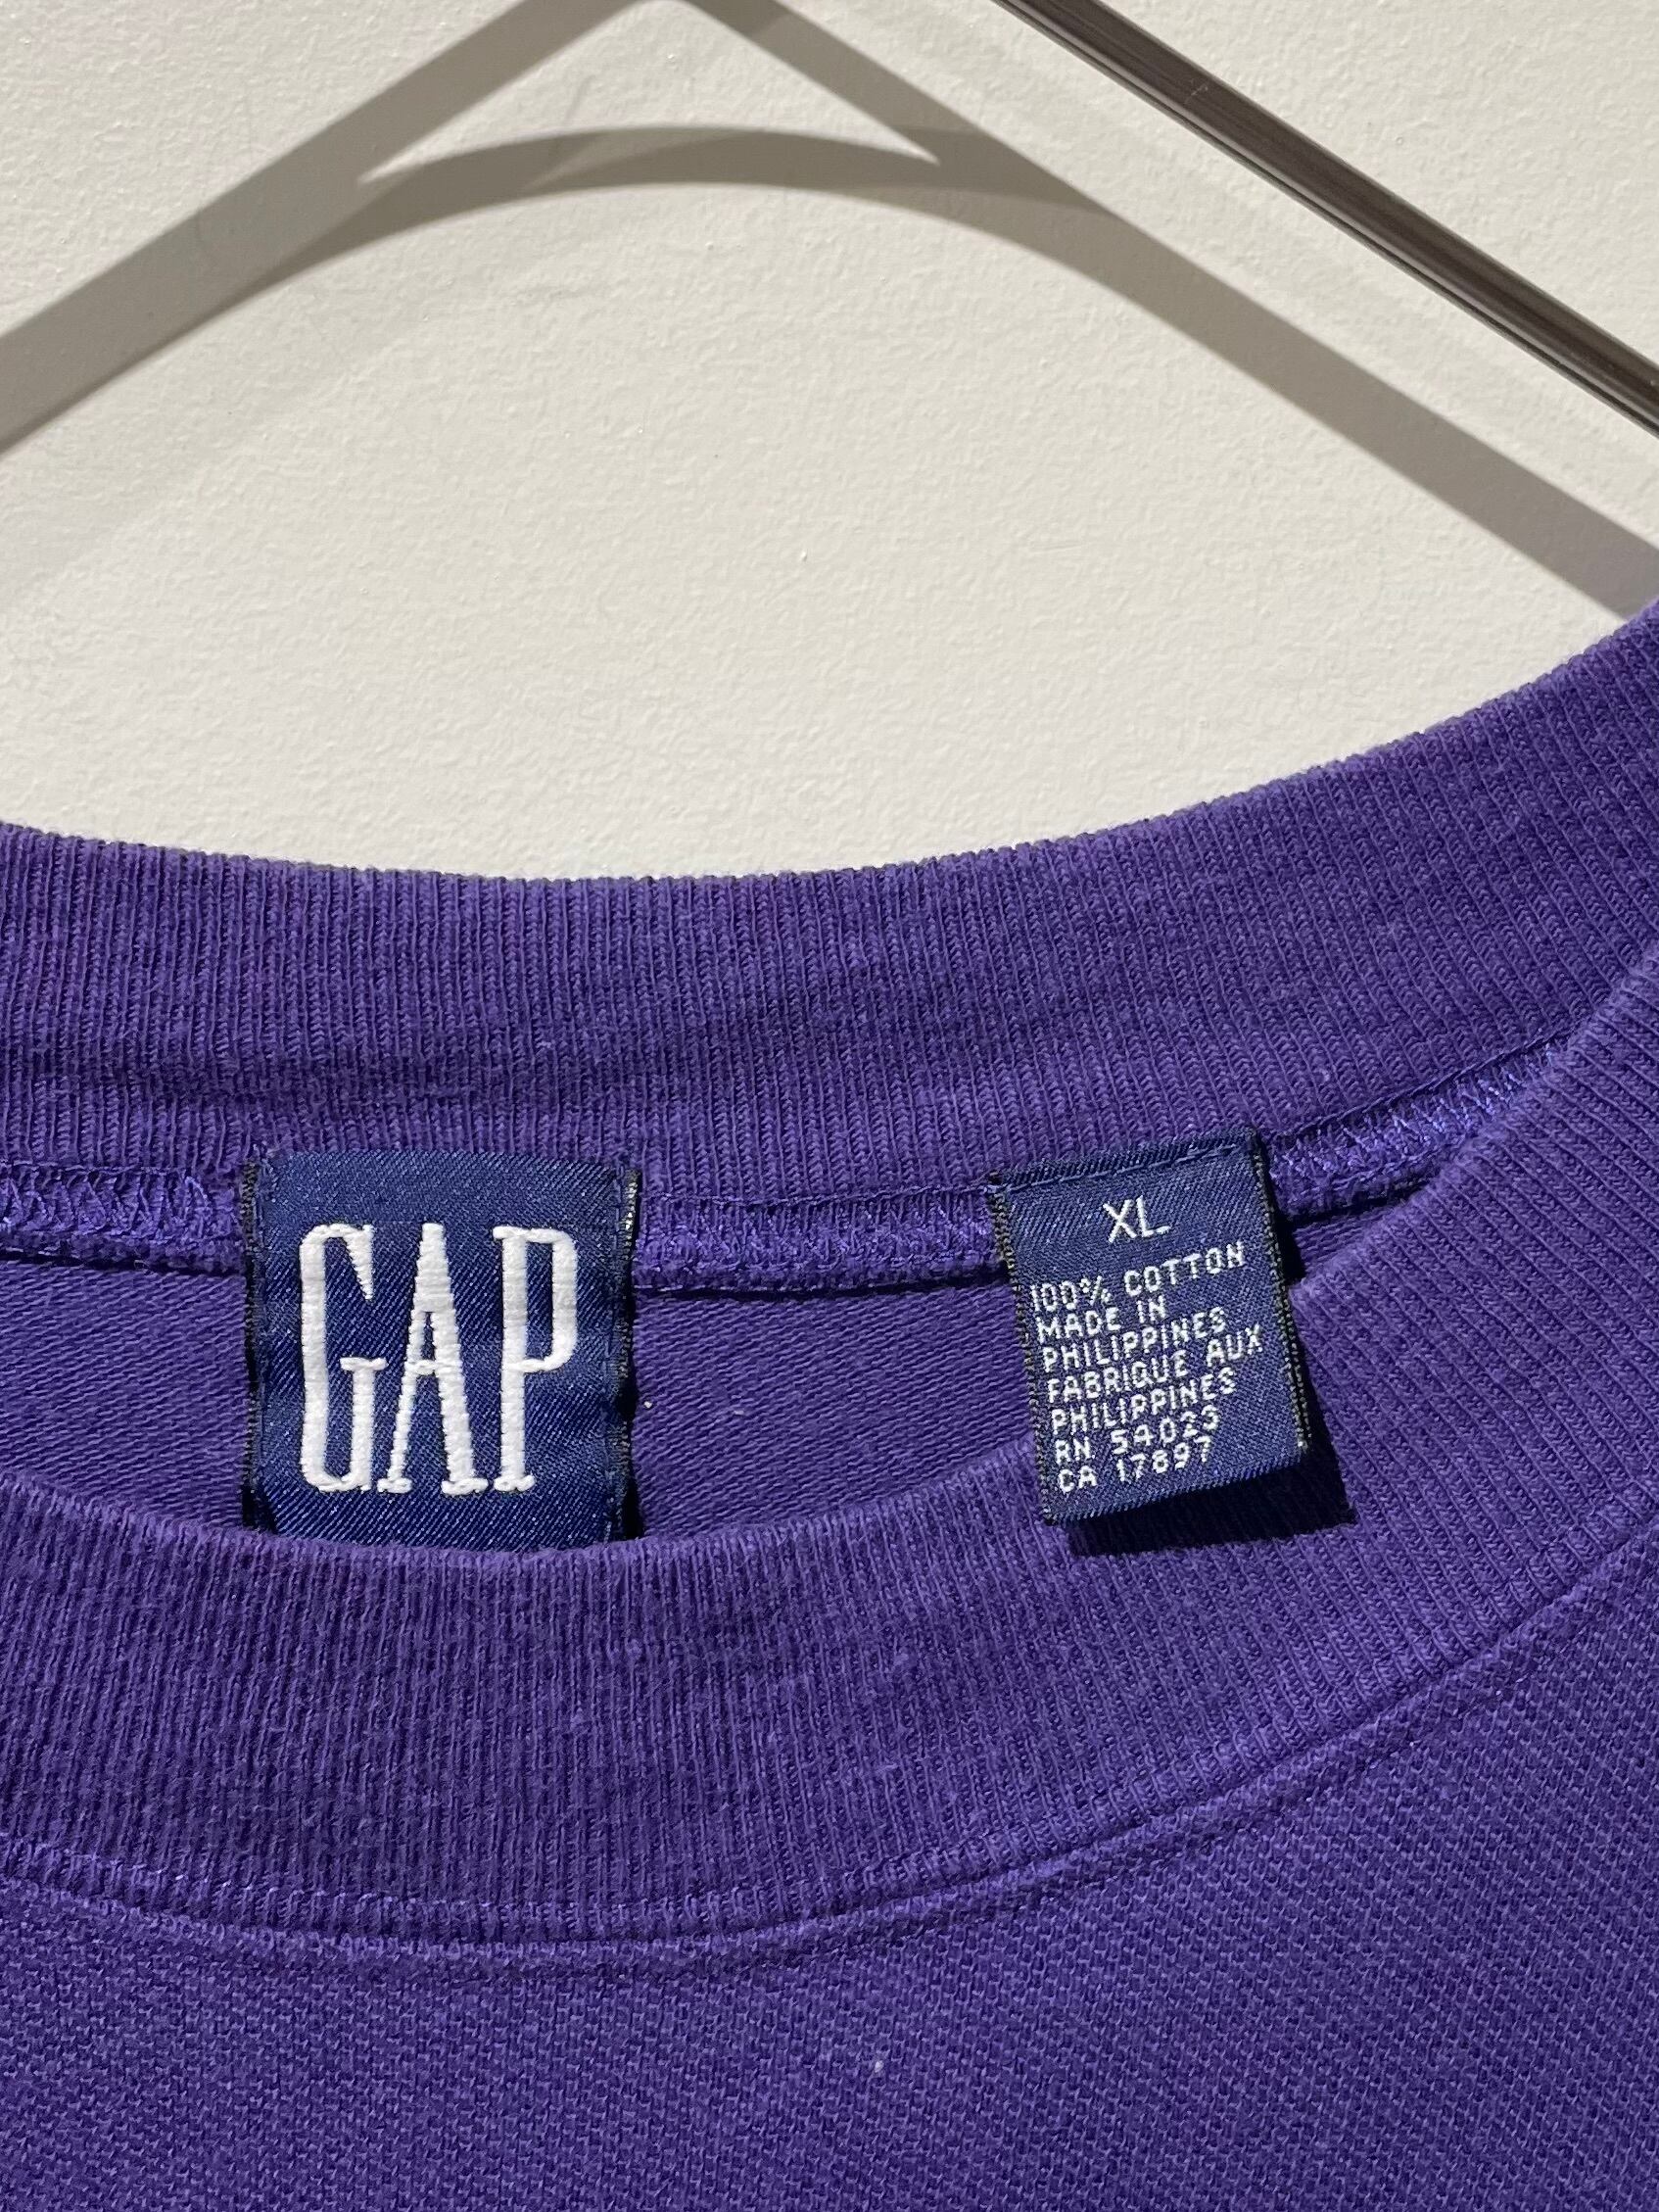 GAP
XL
100% COTTON
MADE IN
PHILIPPINES
FABRIQUE AUX
PHILIPPINES
RN 54023
CA 17897